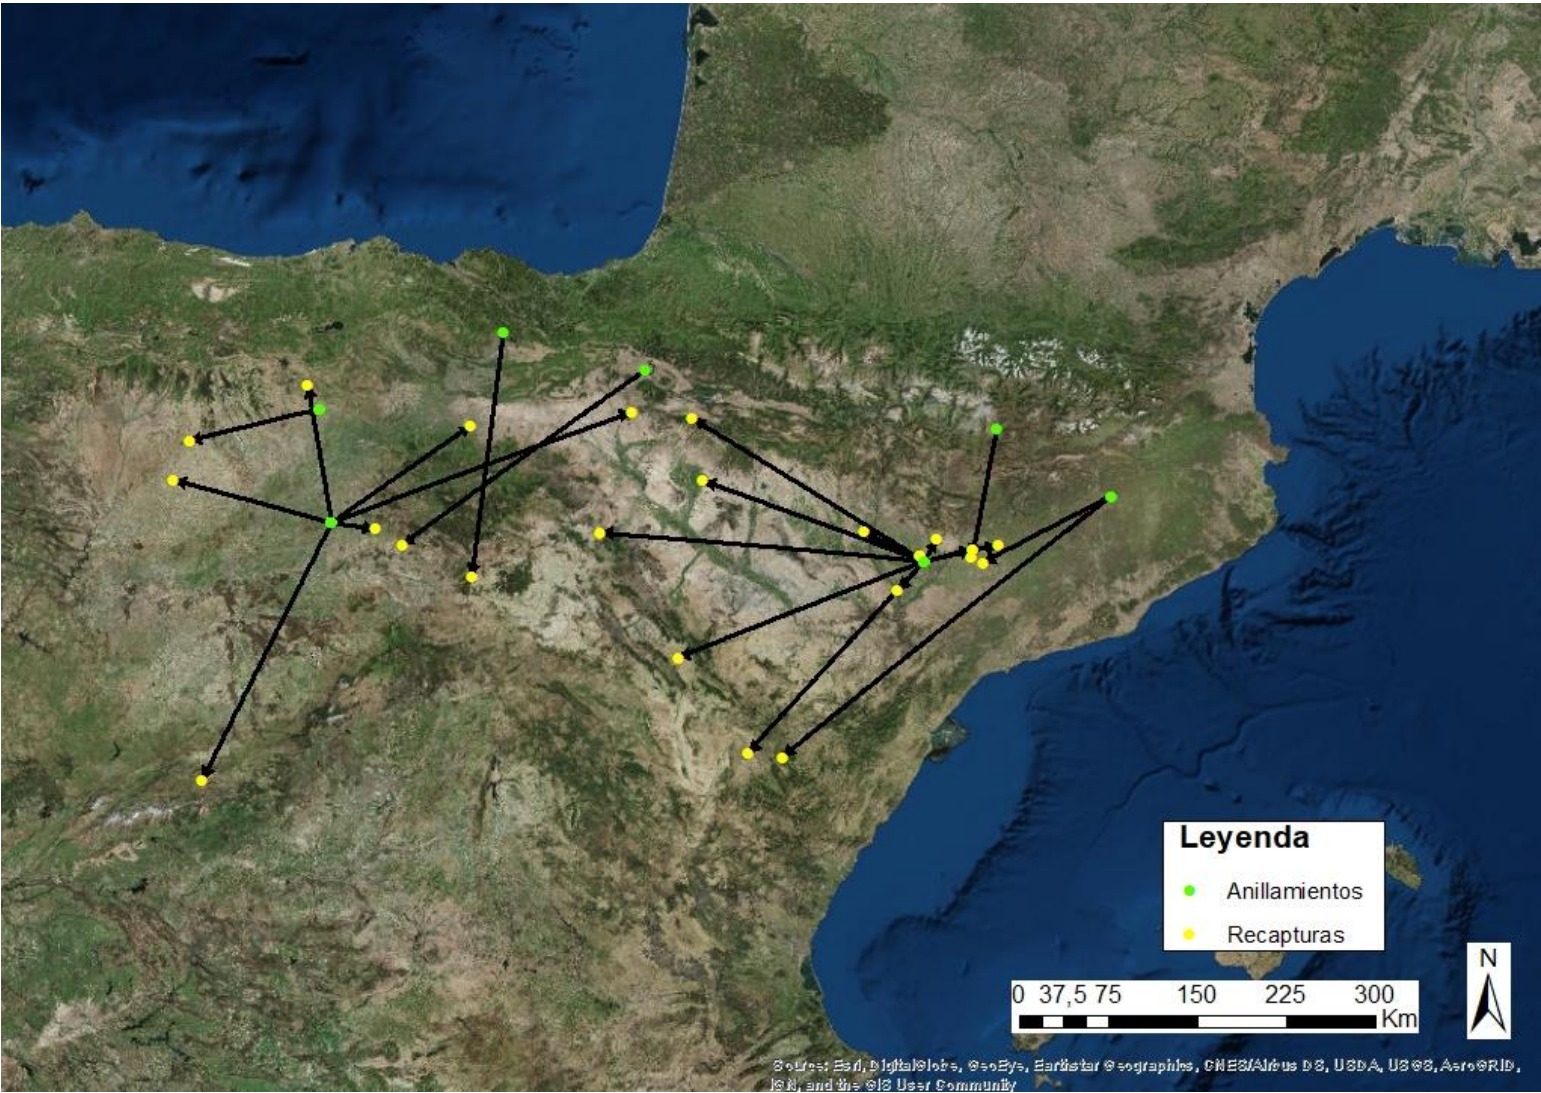 Leyenda
Anillamientos
Recapturas
N
0 37,5 75 150 225 300
Km
Source: Esri, DigitalGlobe, GeoEye, Earthstar Geographics, CNES/Airbus DS, USDA, USGS, AeroGRID,
IGN, and the GIS User Community